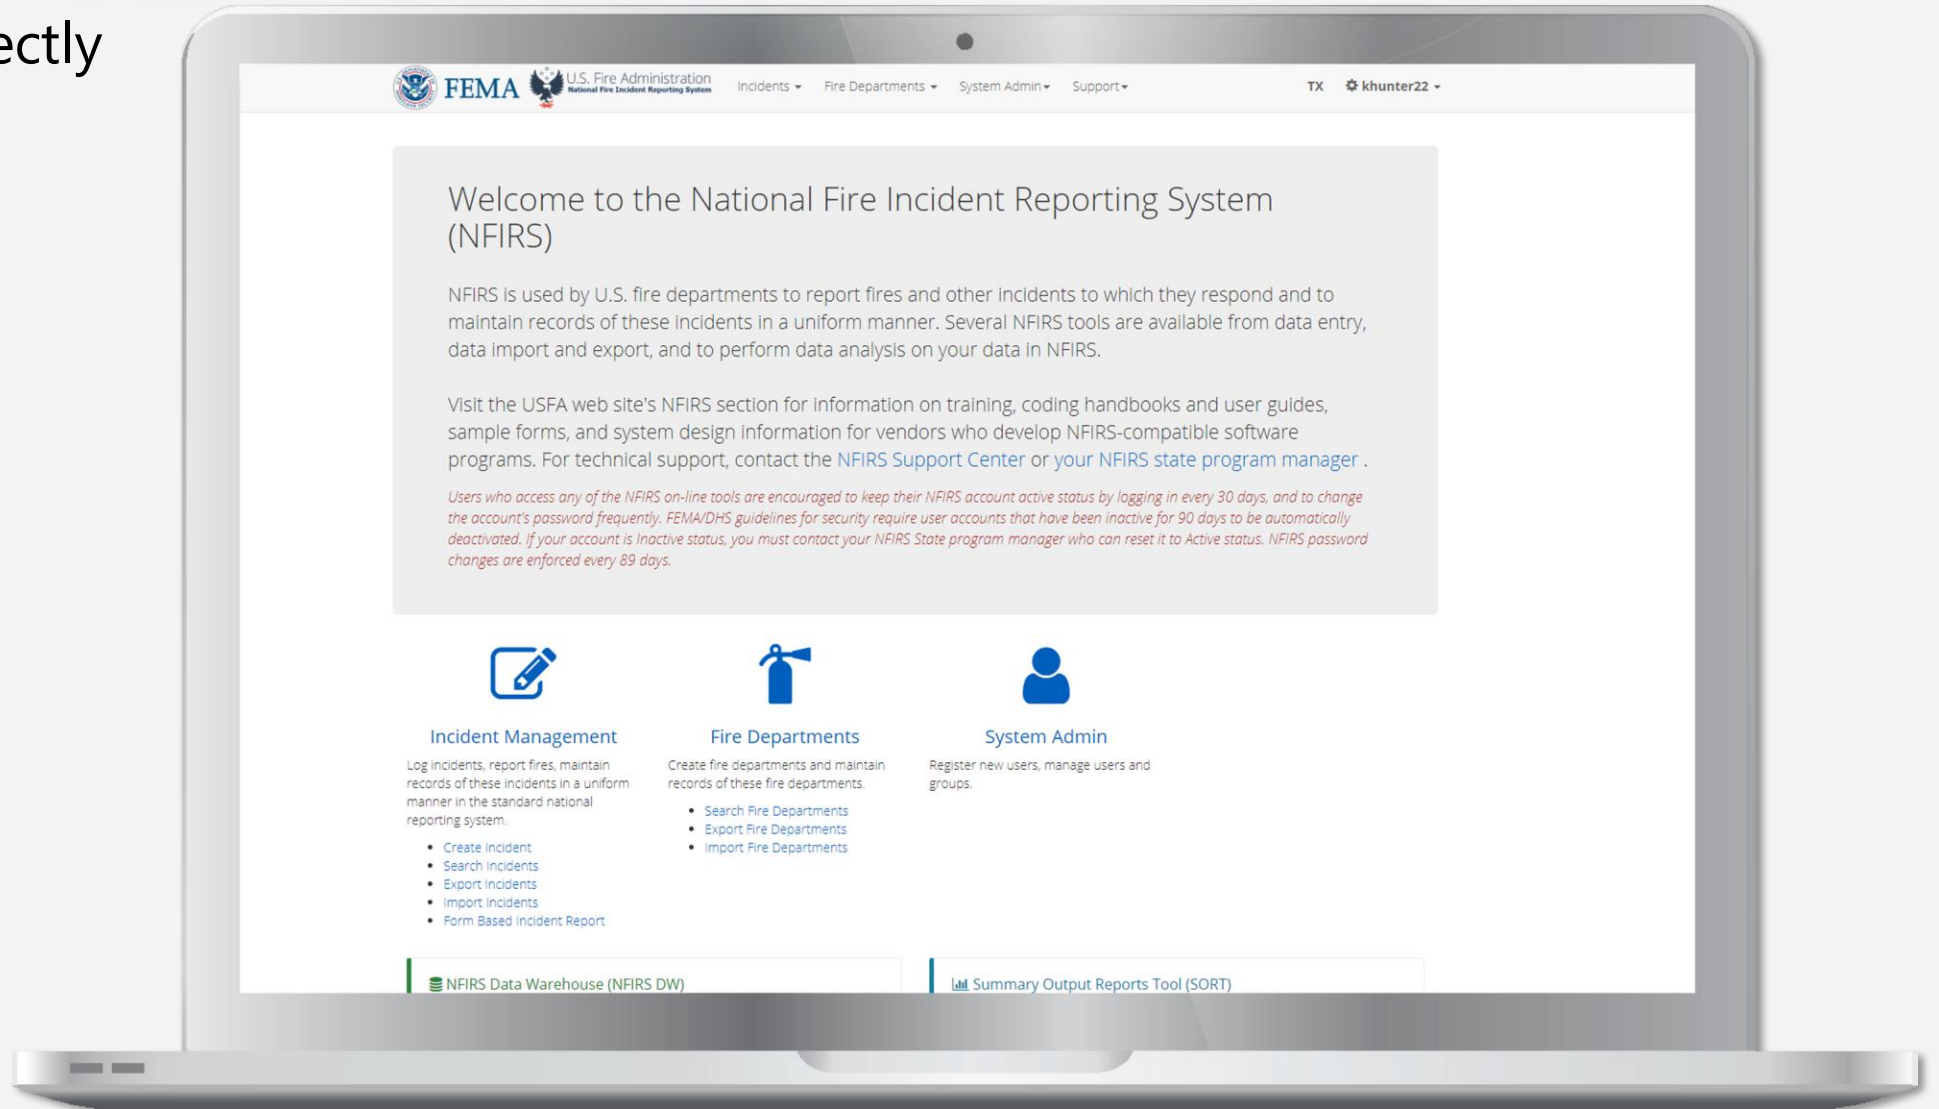 ectly
FEMA
U.S. Fire Administration
National Fire Incident Reporting System
Incidents
Fire Departments
System Admin
Support
TX
khunter22
Welcome to the National Fire Incident Reporting System
(NFIRS)
NFIRS is used by U.S. fire departments to report fires and other incidents to which they respond and to
maintain records of these incidents in a uniform manner. Several NFIRS tools are available from data entry,
data import and export, and to perform data analysis on your data in NFIRS.
Visit the USFA web site's NFIRS section for information on training, coding handbooks and user guides,
sample forms, and system design information for vendors who develop NFIRS-compatible software
programs. For technical support, contact the NFIRS Support Center or your NFIRS state program manager .
Users who access any of the NFIRS on-line tools are encouraged to keep their NFIRS account active status by logging in every 30 days, and to change
the account's password frequently. FEMA/DHS guidelines for security require user accounts that have been inactive for 90 days to be automatically
deactivated. If your account is Inactive status, you must contact your NFIRS State program manager who can reset it to Active status. NFIRS password
changes are enforced every 89 days.
Incident Management
Log incidents, report fires, maintain
records of these incidents in a uniform
manner in the standard national
reporting system.
• Create Incident
• Search Incidents
• Export Incidents
• Import Incidents
• Form Based Incident Report
Fire Departments
Create fire departments and maintain
records of these fire departments.
• Search Fire Departments
• Export Fire Departments
• Import Fire Departments
System Admin
Register new users, manage users and
groups.
NFIRS Data Warehouse (NFIRS DW)
Summary Output Reports Tool (SORT)